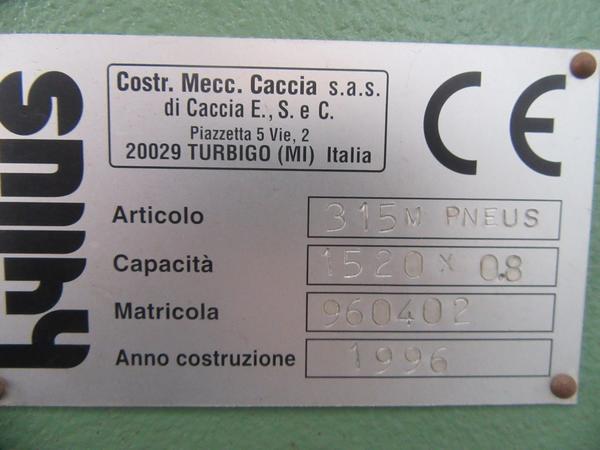 tyllus
Costr. Mecc. Caccia s.a.s.
di Caccia E., S. e C.
Piazzetta 5 Vie, 2
20029 TURBIGO (MI) Italia
CE
Articolo 315M PNEUS
Capacità 1520 X 0.8
Matricola 960402
Anno costruzione 1996